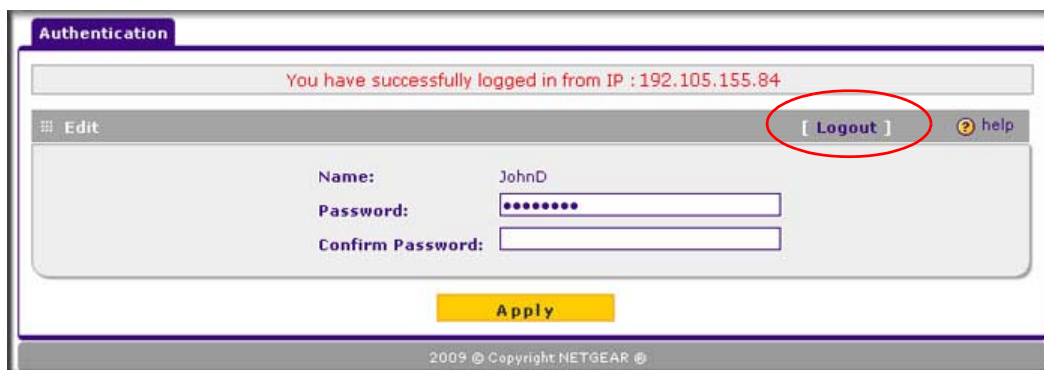 Authentication
You have successfully logged in from IP : 192.105.155.84
Edit [ Logout ] ? help
Name: JohnD
Password: ••••••••
Confirm Password:
Apply
2009 © Copyright NETGEAR ®